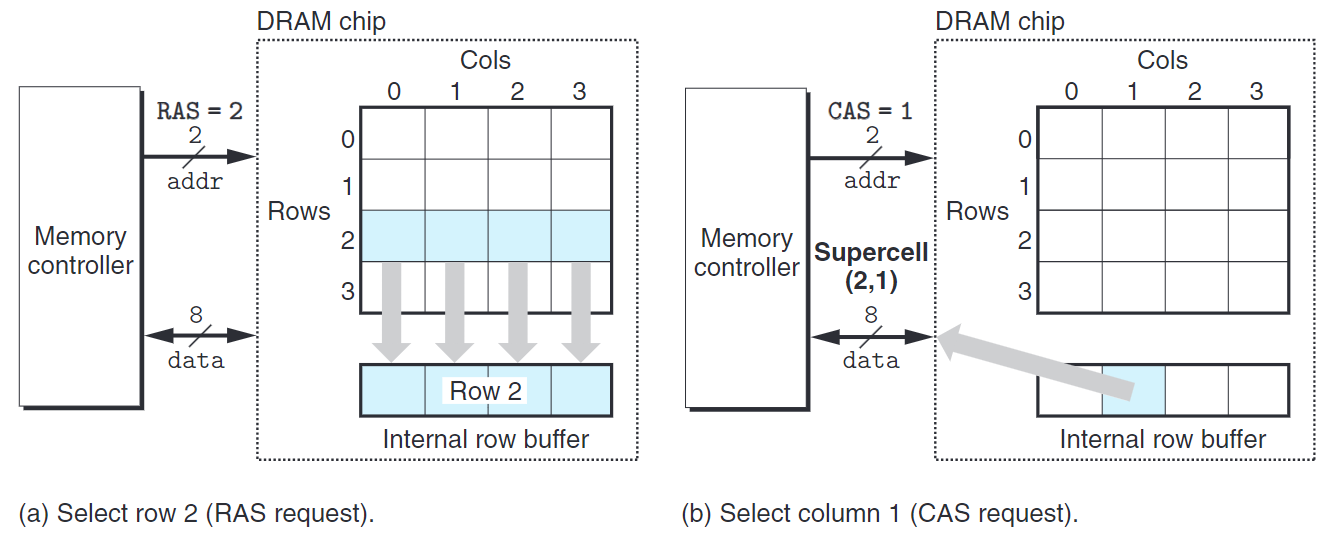 DRAM chip
Cols
0 1 2 3
RAS = 2
2
addr
Rows
0
1
2
3
Memory
controller
8
data
Row 2
Internal row buffer
(a) Select row 2 (RAS request).
DRAM chip
Cols
0 1 2 3
CAS = 1
2
addr
Rows
0
1
2
3
Memory
controller
Supercell
(2,1)
8
data
Internal row buffer
(b) Select column 1 (CAS request).